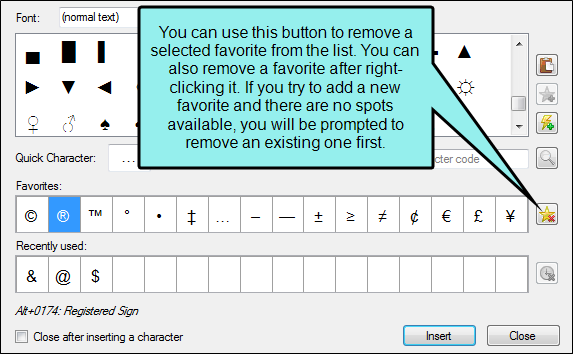 Font: (normal text)
You can use this button to remove a
selected favorite from the list. You can
also remove a favorite after right-
clicking it. If you try to add a new
favorite and there are no spots
available, you will be prompted to
remove an existing one first.
▄ █ ▌ ▲
► ▼ ◄ ☼
♀ ♂ ♠
Quick Character: ... character code
Favorites:
© ® ™ ° • ‡ … – — ± ≥ ≠ ¢ € £ ¥
Recently used:
& @ $
Alt+0174: Registered Sign
Close after inserting a character
Insert Close